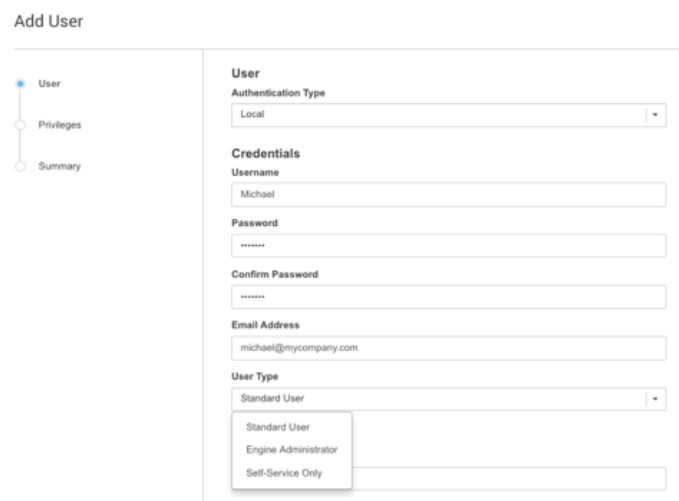 Add User
User
Privileges
Summary
User
Authentication Type
Local
Credentials
Username
Michael
Password
•••••••
Confirm Password
•••••••
Email Address
michael@mycompany.com
User Type
Standard User
Standard User
Engine Administrator
Self-Service Only